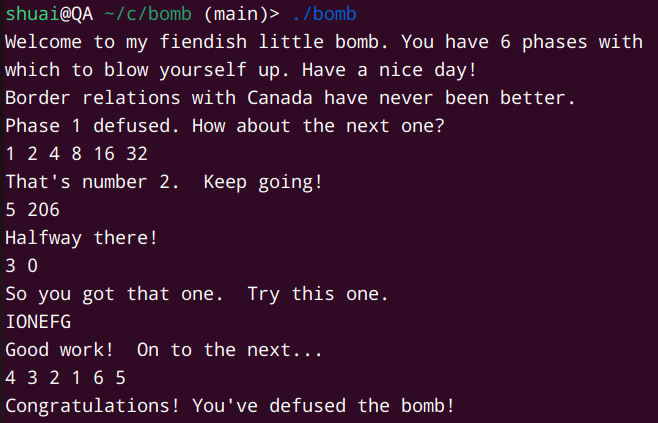 shuai@QA ~/c/bomb (main)> ./bomb
Welcome to my fiendish little bomb. You have 6 phases with
which to blow yourself up. Have a nice day!
Border relations with Canada have never been better.
Phase 1 defused. How about the next one?
1 2 4 8 16 32
That's number 2.  Keep going!
5 206
Halfway there!
3 0
So you got that one.  Try this one.
IONEFG
Good work!  On to the next...
4 3 2 1 6 5
Congratulations! You've defused the bomb!